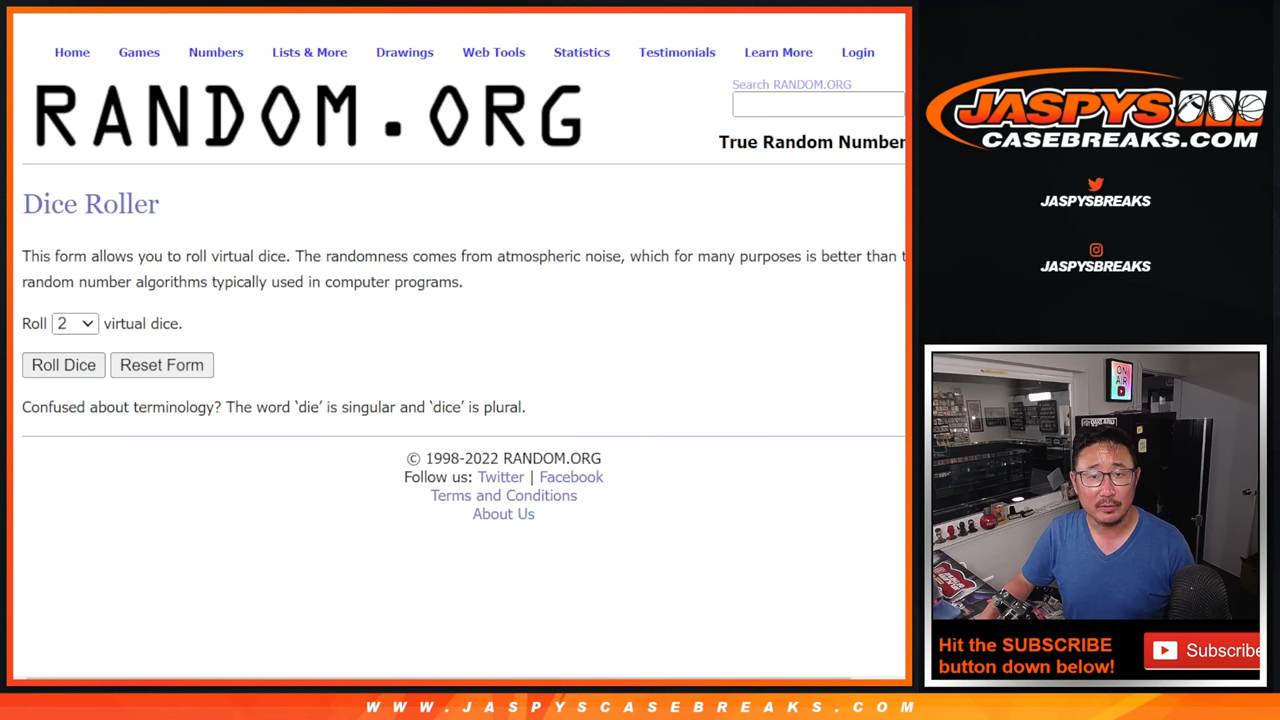 Home Games Numbers Lists & More Drawings Web Tools Statistics Testimonials Learn More Login
RANDOM.ORG
Search RANDOM.ORG
True Random Number
Dice Roller
This form allows you to roll virtual dice. The randomness comes from atmospheric noise, which for many purposes is better than t
random number algorithms typically used in computer programs.
Roll 2 virtual dice.
Roll Dice Reset Form
Confused about terminology? The word ‘die’ is singular and ‘dice’ is plural.
© 1998-2022 RANDOM.ORG
Follow us: Twitter | Facebook
Terms and Conditions
About Us
JASPYS
CASEBREAKS.COM
JASPYSBREAKS
JASPYSBREAKS
ON
AIR
Hit the SUBSCRIBE
button down below!
Subscribe
WWW.JASPYSCASEBREAKS.COM